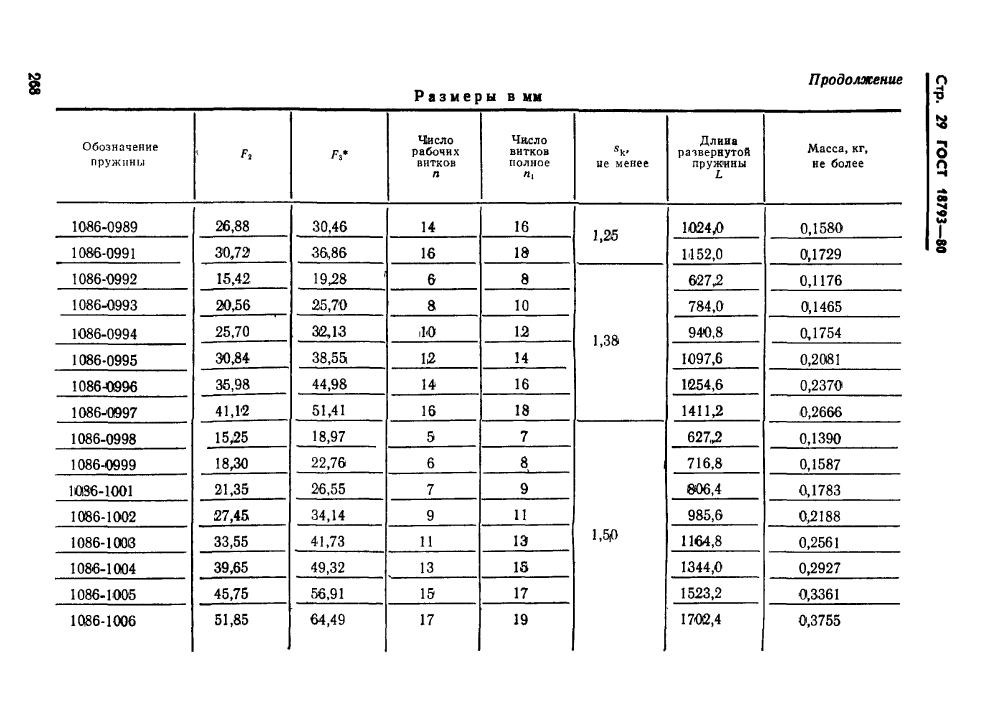 268
Стр. 29 ГОСТ 18793—80
Продолжение
Размеры в мм
Обозначение пружины | F₂ | F₃* | Число рабочих витков n | Число витков полное n₁ | sк, не менее | Длина развернутой пружины L | Масса, кг, не более
1086-0989 26,88 30,46 14 16 1,25 1024,0 0,1580
1086-0991 30,72 36,86 16 18 1152,0 0,1729
1086-0992 15,42 19,28 6 8 627,2 0,1176
1086-0993 20,56 25,70 8 10 784,0 0,1465
1086-0994 25,70 32,13 10 12 1,38 940,8 0,1754
1086-0995 30,84 38,55 12 14 1097,6 0,2081
1086-0996 35,98 44,98 14 16 1254,6 0,2370
1086-0997 41,12 51,41 16 18 1411,2 0,2666
1086-0998 15,25 18,97 5 7 627,2 0,1390
1086-0999 18,30 22,76 6 8 716,8 0,1587
1086-1001 21,35 26,55 7 9 806,4 0,1783
1086-1002 27,45 34,14 9 11 985,6 0,2188
1086-1003 33,55 41,73 11 13 1,50 1164,8 0,2561
1086-1004 39,65 49,32 13 15 1344,0 0,2927
1086-1005 45,75 56,91 15 17 1523,2 0,3361
1086-1006 51,85 64,49 17 19 1702,4 0,3755